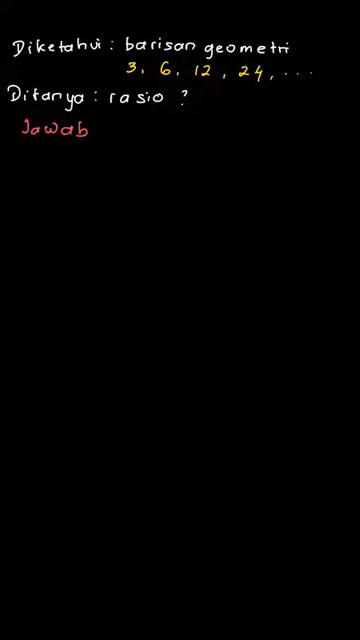 Diketahui : barisan geometri
3, 6, 12, 24, ....
Ditanya : rasio ?
Jawab